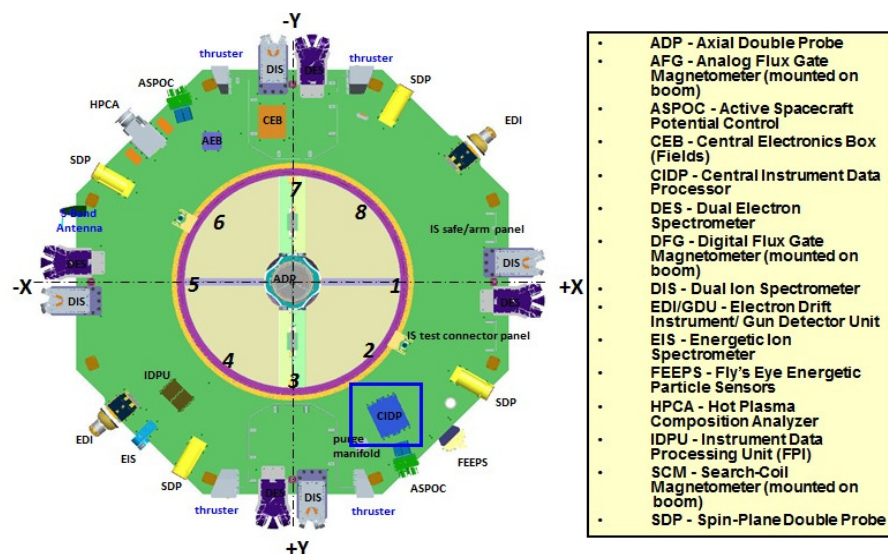 -Y
thruster
DIS
DES
thruster
ASPOC
SDP
HPCA
CEB
EDI
AEB
SDP
7
8
6
S-Band
Antenna
IS safe/arm panel
DES
DIS
-X
5
ADP
1
+X
DIS
DES
IS test connector panel
4
2
3
IDPU
CIDP
SDP
EDI
EIS
purge
manifold
FEEPS
SDP
ASPOC
DES
DIS
thruster
thruster
+Y
• ADP - Axial Double Probe
• AFG - Analog Flux Gate
Magnetometer (mounted on
boom)
• ASPOC - Active Spacecraft
Potential Control
• CEB - Central Electronics Box
(Fields)
• CIDP - Central Instrument Data
Processor
• DES - Dual Electron
Spectrometer
• DFG - Digital Flux Gate
Magnetometer (mounted on
boom)
• DIS - Dual Ion Spectrometer
• EDI/GDU - Electron Drift
Instrument/ Gun Detector Unit
• EIS - Energetic Ion
Spectrometer
• FEEPS - Fly's Eye Energetic
Particle Sensors
• HPCA - Hot Plasma
Composition Analyzer
• IDPU - Instrument Data
Processing Unit (FPI)
• SCM - Search-Coil
Magnetometer (mounted on
boom)
• SDP - Spin-Plane Double Probe